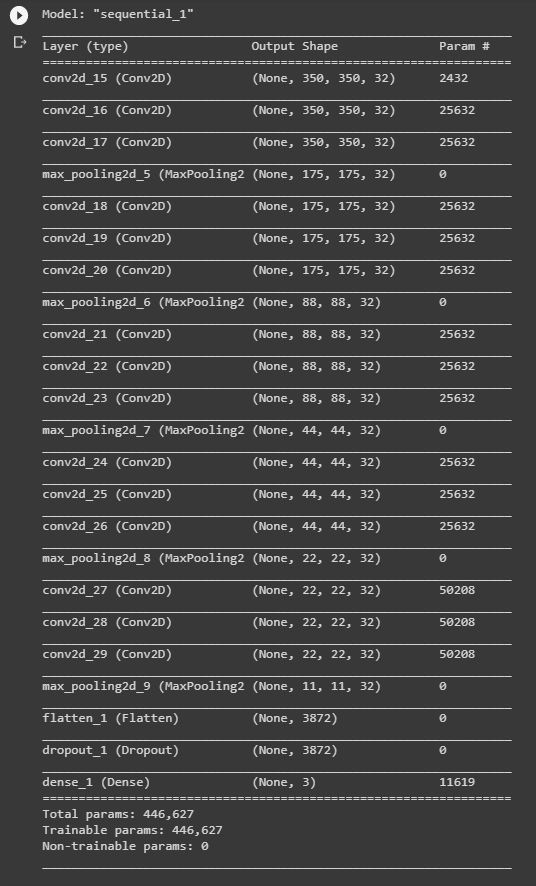 Model: "sequential_1"
Layer (type) Output Shape Param #
=================================================================
conv2d_15 (Conv2D) (None, 350, 350, 32) 2432
conv2d_16 (Conv2D) (None, 350, 350, 32) 25632
conv2d_17 (Conv2D) (None, 350, 350, 32) 25632
max_pooling2d_5 (MaxPooling2 (None, 175, 175, 32) 0
conv2d_18 (Conv2D) (None, 175, 175, 32) 25632
conv2d_19 (Conv2D) (None, 175, 175, 32) 25632
conv2d_20 (Conv2D) (None, 175, 175, 32) 25632
max_pooling2d_6 (MaxPooling2 (None, 88, 88, 32) 0
conv2d_21 (Conv2D) (None, 88, 88, 32) 25632
conv2d_22 (Conv2D) (None, 88, 88, 32) 25632
conv2d_23 (Conv2D) (None, 88, 88, 32) 25632
max_pooling2d_7 (MaxPooling2 (None, 44, 44, 32) 0
conv2d_24 (Conv2D) (None, 44, 44, 32) 25632
conv2d_25 (Conv2D) (None, 44, 44, 32) 25632
conv2d_26 (Conv2D) (None, 44, 44, 32) 25632
max_pooling2d_8 (MaxPooling2 (None, 22, 22, 32) 0
conv2d_27 (Conv2D) (None, 22, 22, 32) 50208
conv2d_28 (Conv2D) (None, 22, 22, 32) 50208
conv2d_29 (Conv2D) (None, 22, 22, 32) 50208
max_pooling2d_9 (MaxPooling2 (None, 11, 11, 32) 0
flatten_1 (Flatten) (None, 3872) 0
dropout_1 (Dropout) (None, 3872) 0
dense_1 (Dense) (None, 3) 11619
=================================================================
Total params: 446,627
Trainable params: 446,627
Non-trainable params: 0